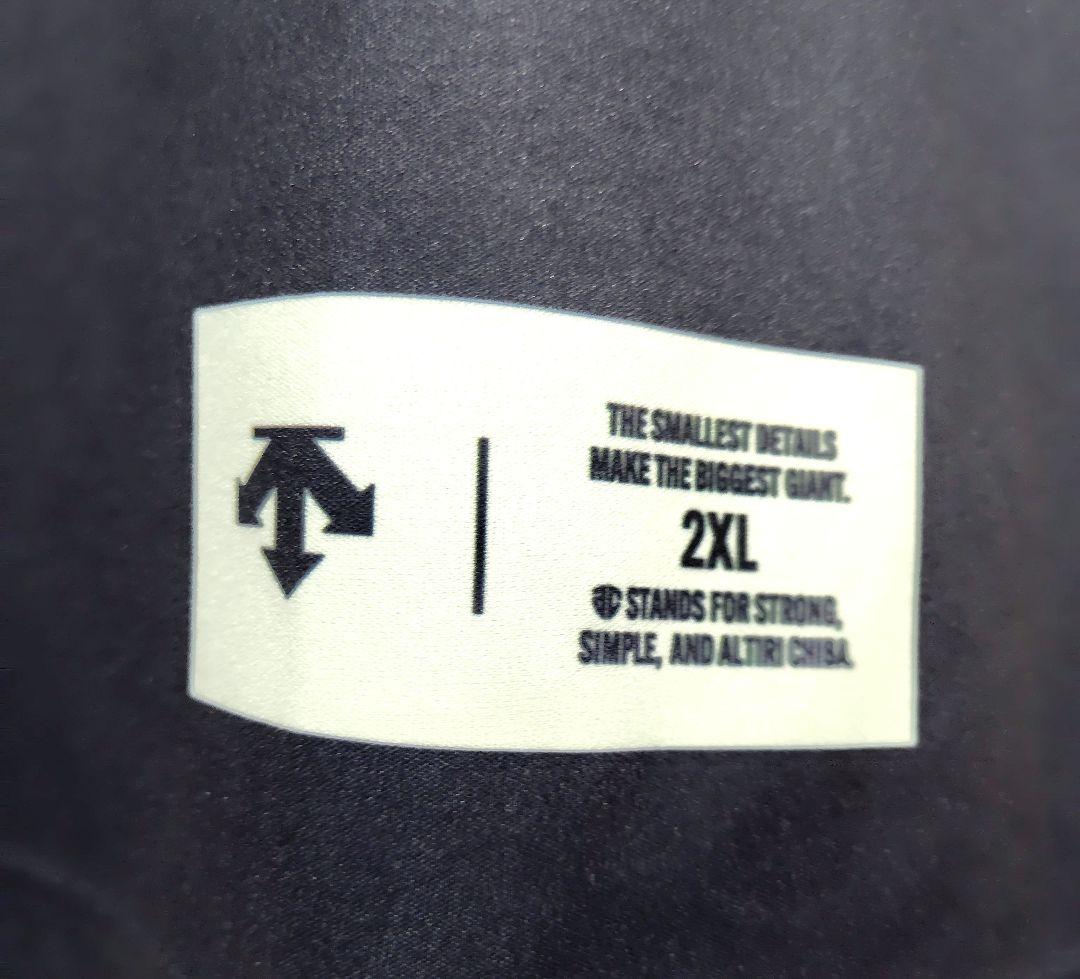 THE SMALLEST DETAILS
MAKE THE BIGGEST GIANT.
2XL
STANDS FOR STRONG,
SIMPLE, AND ALTIRI CHIBA.